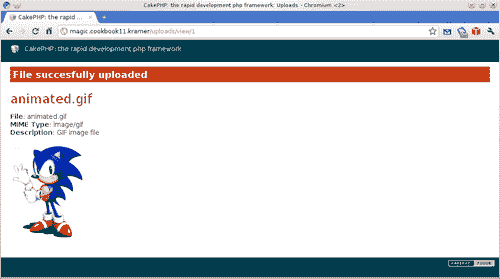 CakePHP: the rapid development php framework: Uploads - Chromium <2>
CakePHP: the rapid ...
magic.cookbook11.kramer/uploads/view/1
CakePHP: the rapid development php framework
File succesfully uploaded
animated.gif
File: animated.gif
MIME Type: image/gif
Description: GIF image file
CAKEPHP POWER